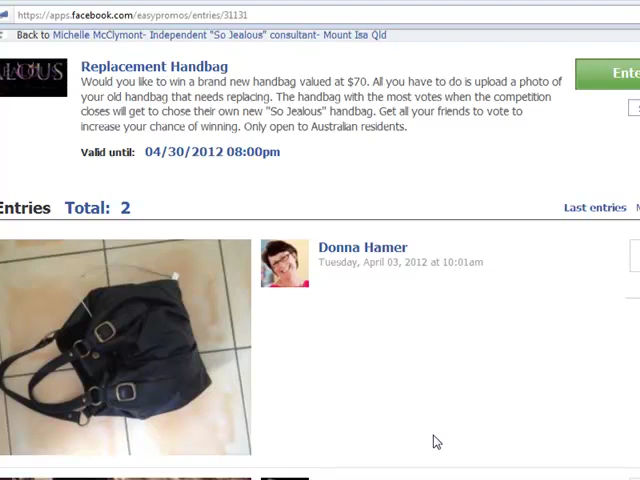 https://apps.facebook.com/easypromos/entries/31131
Back to Michelle McClymont- Independent "So Jealous" consultant- Mount Isa Qld
Replacement Handbag
Would you like to win a brand new handbag valued at $70. All you have to do is upload a photo of
your old handbag that needs replacing. The handbag with the most votes when the competition
closes will get to chose their own new "So Jealous" handbag. Get all your friends to vote to
increase your chance of winning. Only open to Australian residents.
Valid until: 04/30/2012 08:00pm
Ente
Entries Total: 2
Last entries
Donna Hamer
Tuesday, April 03, 2012 at 10:01am